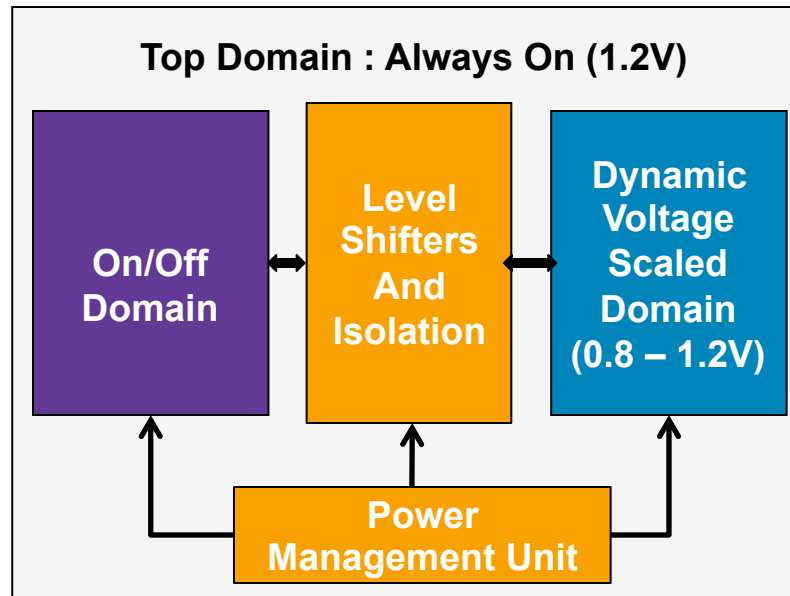 Top Domain : Always On (1.2V)
On/Off
Domain
Level
Shifters
And
Isolation
Dynamic
Voltage
Scaled
Domain
(0.8 – 1.2V)
Power
Management Unit